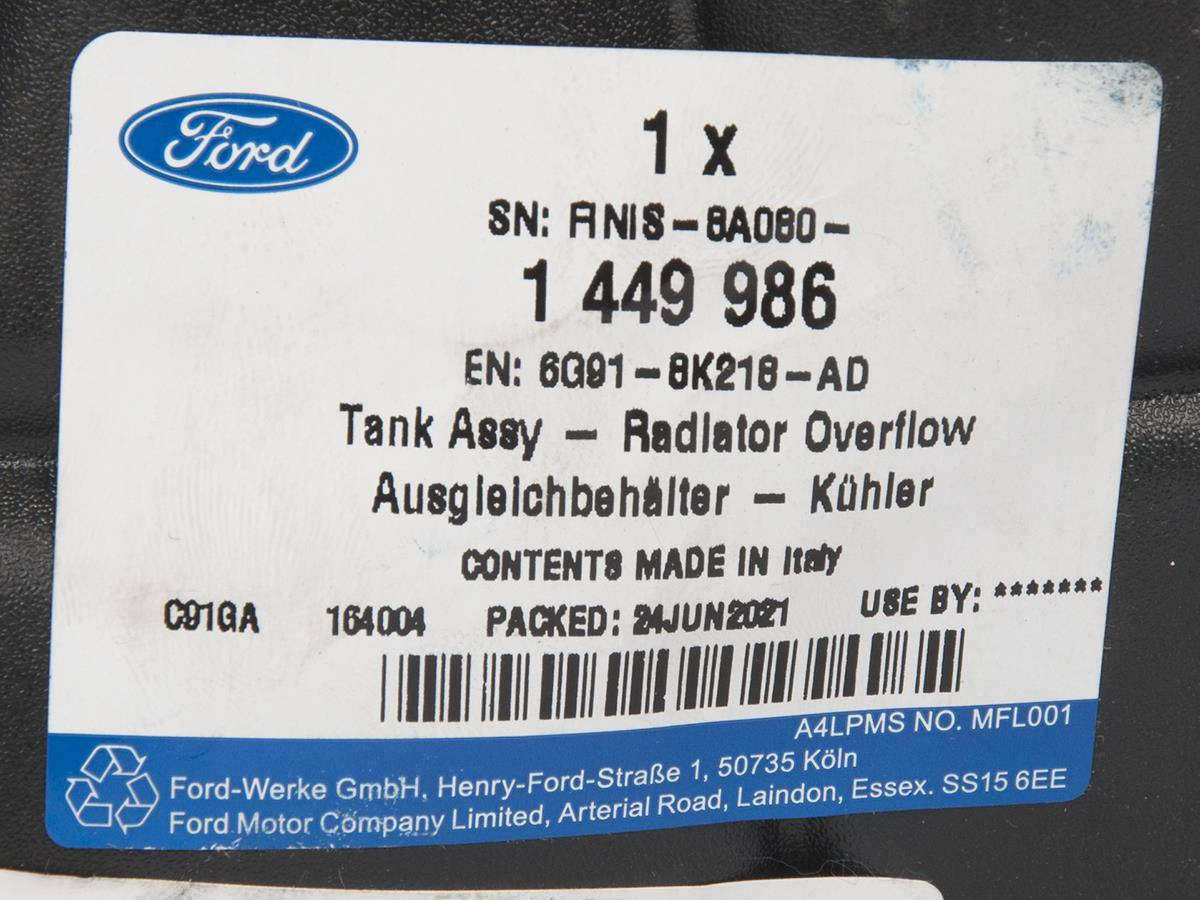 Ford
1 x
SN: FINIS-8A080-
1 449 986
EN: 6G91-8K218-AD
Tank Assy - Radiator Overflow
Ausgleichbehälter - Kühler
CONTENTS MADE IN Italy
C91GA 164004 PACKED: 24JUN2021 USE BY: *******
A4LPMS NO. MFL001
Ford-Werke GmbH, Henry-Ford-Straße 1, 50735 Köln
Ford Motor Company Limited, Arterial Road, Laindon, Essex. SS15 6EE